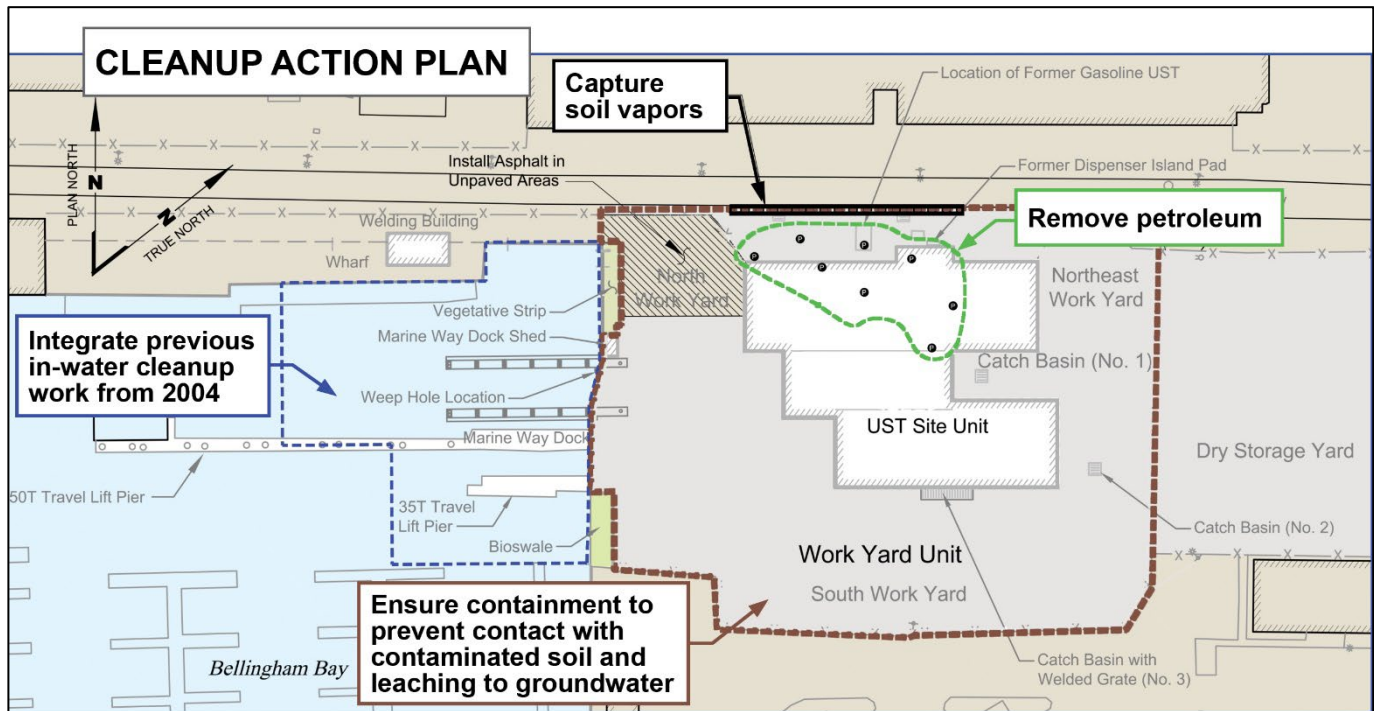 CLEANUP ACTION PLAN
Capture
soil vapors
Location of Former Gasoline UST
PLAN NORTH
N
N
TRUE NORTH
Install Asphalt in
Unpaved Areas
Former Dispenser Island Pad
Remove petroleum
Welding Building
Wharf
North
Work Yard
Northeast
Work Yard
Vegetative Strip
Integrate previous
in-water cleanup
work from 2004
Marine Way Dock Shed
Catch Basin (No. 1)
Weep Hole Location
Marine Way Dock
UST Site Unit
Dry Storage Yard
50T Travel Lift Pier
35T Travel
Lift Pier
Catch Basin (No. 2)
Bioswale
Work Yard Unit
South Work Yard
Ensure containment to
prevent contact with
contaminated soil and
leaching to groundwater
Bellingham Bay
Catch Basin with
Welded Grate (No. 3)
P
P
P
P
P
P
P
P